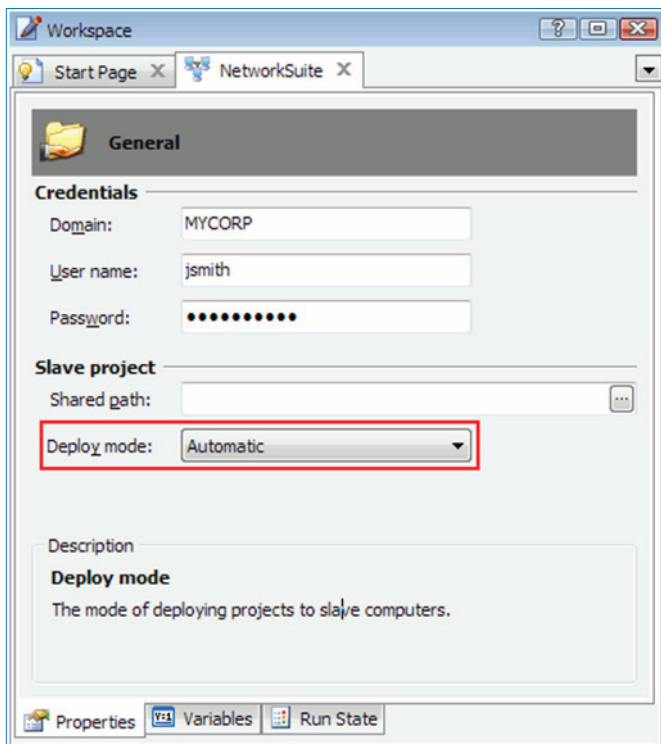 Workspace
Start Page
NetworkSuite
General
Credentials
Domain: MYCORP
User name: jsmith
Password: ••••••••••
Slave project
Shared path: ...
Deploy mode: Automatic
Description
Deploy mode
The mode of deploying projects to slave computers.
Properties Variables Run State